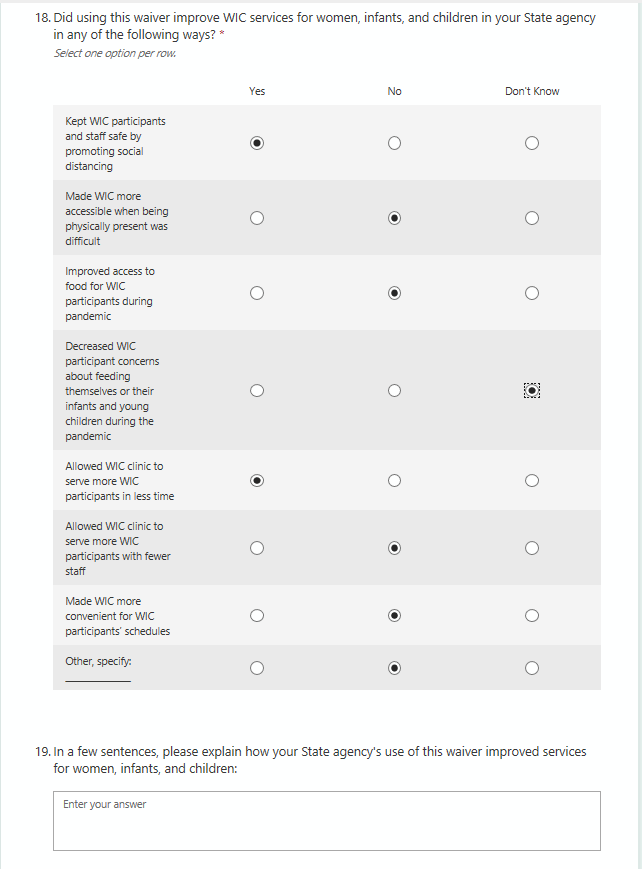 18. Did using this waiver improve WIC services for women, infants, and children in your State agency
in any of the following ways? *
Select one option per row.
Yes No Don't Know
Kept WIC participants
and staff safe by
promoting social
distancing
Made WIC more
accessible when being
physically present was
difficult
Improved access to
food for WIC
participants during
pandemic
Decreased WIC
participant concerns
about feeding
themselves or their
infants and young
children during the
pandemic
Allowed WIC clinic to
serve more WIC
participants in less time
Allowed WIC clinic to
serve more WIC
participants with fewer
staff
Made WIC more
convenient for WIC
participants' schedules
Other, specify:
19. In a few sentences, please explain how your State agency's use of this waiver improved services
for women, infants, and children:
Enter your answer